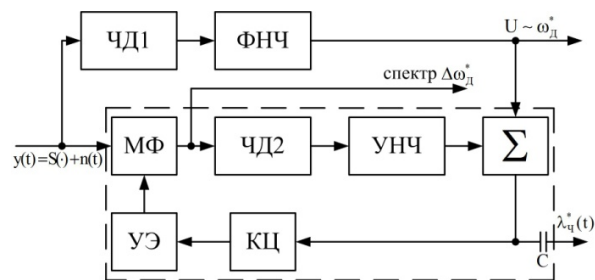 ЧД1
ФНЧ
U ~ ω*д
спектр Δω*д
y(t)=S(·)+n(t)
МФ
ЧД2
УНЧ
Σ
УЭ
КЦ
C
λ*ч(t)